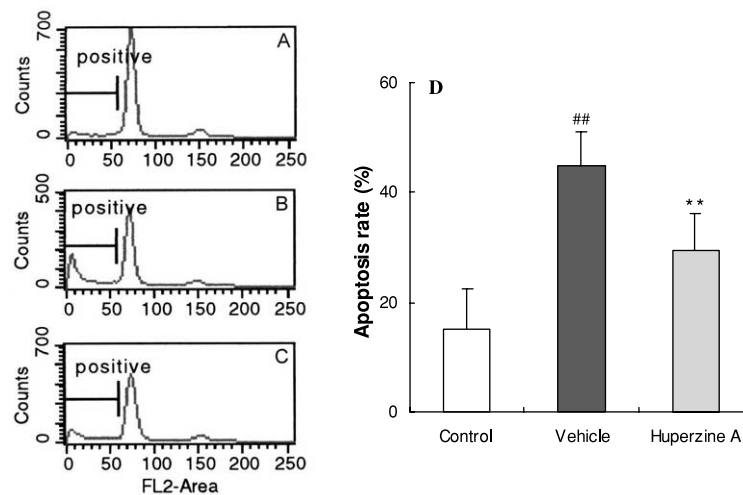 700
A
positive
Counts
0
0 50 100 150 200 250
500
B
positive
Counts
0
0 50 100 150 200 250
700
C
positive
Counts
0
0 50 100 150 200 250
FL2-Area
D
60
##
40
**
20
0
Apoptosis rate (%)
Control Vehicle Huperzine A